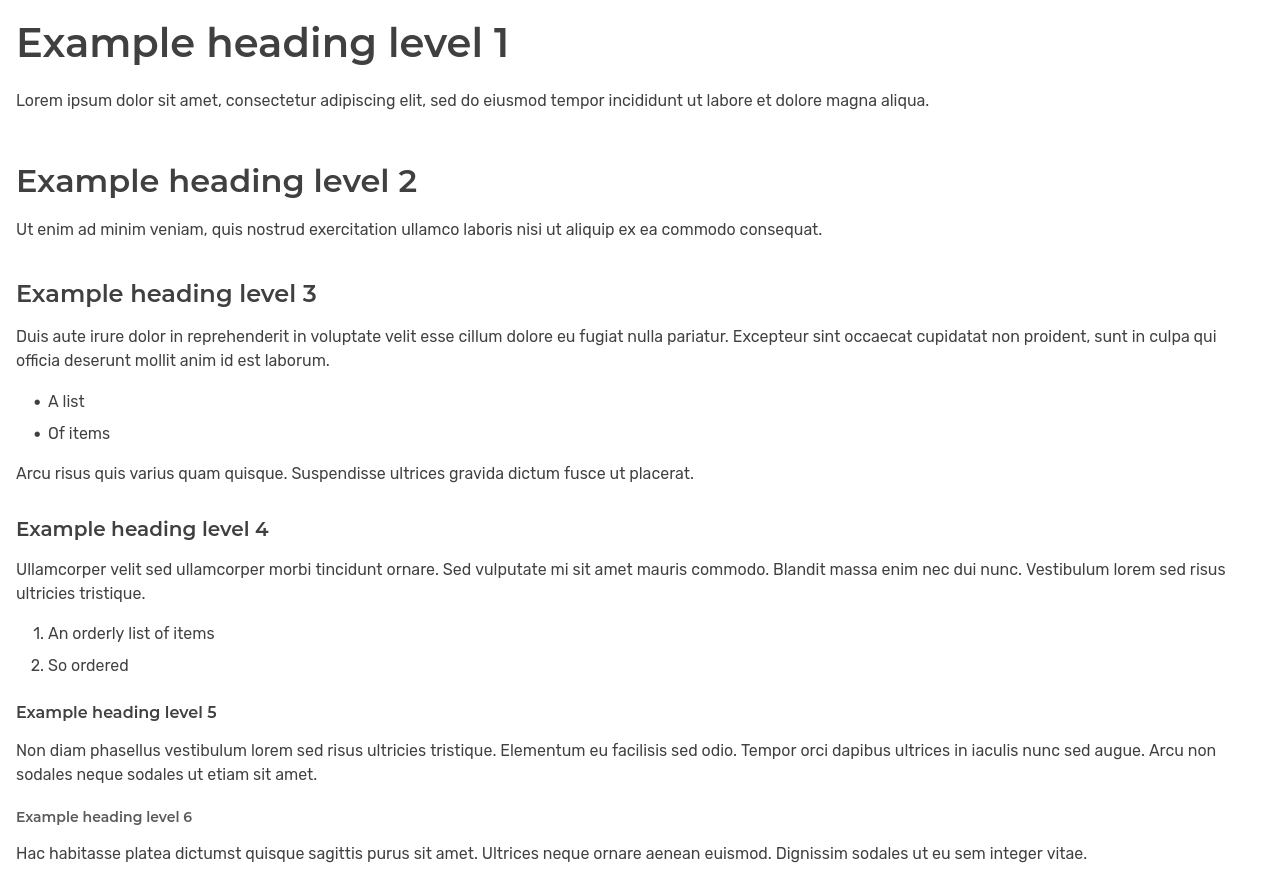 Example heading level 1
Lorem ipsum dolor sit amet, consectetur adipiscing elit, sed do eiusmod tempor incididunt ut labore et dolore magna aliqua.
Example heading level 2
Ut enim ad minim veniam, quis nostrud exercitation ullamco laboris nisi ut aliquip ex ea commodo consequat.
Example heading level 3
Duis aute irure dolor in reprehenderit in voluptate velit esse cillum dolore eu fugiat nulla pariatur. Excepteur sint occaecat cupidatat non proident, sunt in culpa qui
officia deserunt mollit anim id est laborum.
• A list
• Of items
Arcu risus quis varius quam quisque. Suspendisse ultrices gravida dictum fusce ut placerat.
Example heading level 4
Ullamcorper velit sed ullamcorper morbi tincidunt ornare. Sed vulputate mi sit amet mauris commodo. Blandit massa enim nec dui nunc. Vestibulum lorem sed risus
ultricies tristique.
1. An orderly list of items
2. So ordered
Example heading level 5
Non diam phasellus vestibulum lorem sed risus ultricies tristique. Elementum eu facilisis sed odio. Tempor orci dapibus ultrices in iaculis nunc sed augue. Arcu non
sodales neque sodales ut etiam sit amet.
Example heading level 6
Hac habitasse platea dictumst quisque sagittis purus sit amet. Ultrices neque ornare aenean euismod. Dignissim sodales ut eu sem integer vitae.